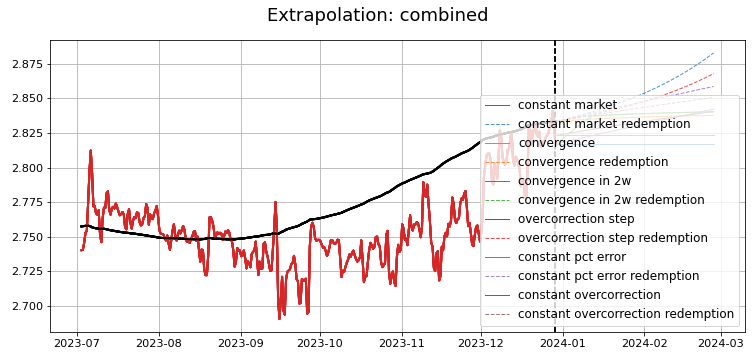 Extrapolation: combined
2.875
2.850
2.825
2.800
2.775
2.750
2.725
2.700
constant market
constant market redemption
convergence
convergence redemption
convergence in 2w
convergence in 2w redemption
overcorrection step
overcorrection step redemption
constant pct error
constant pct error redemption
constant overcorrection
constant overcorrection redemption
2023-07 2023-08 2023-09 2023-10 2023-11 2023-12 2024-01 2024-02 2024-03